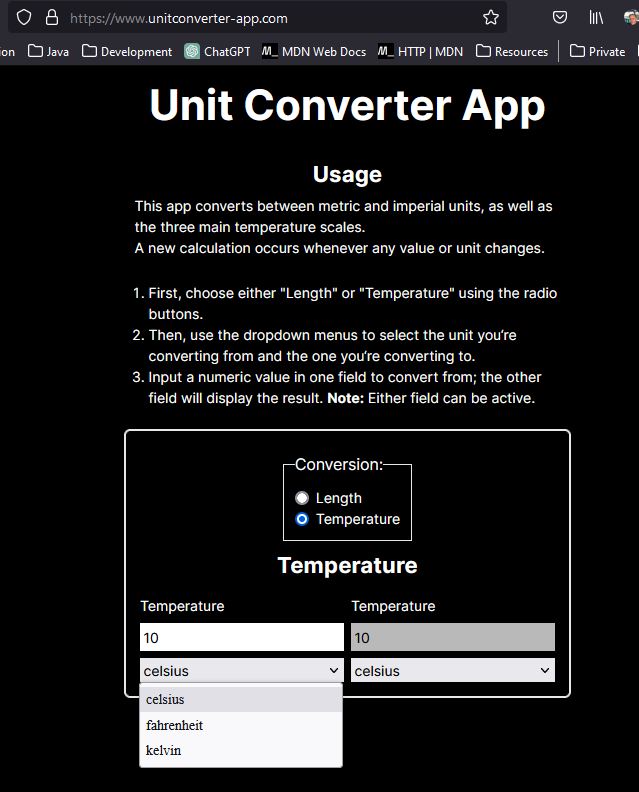 https://www.unitconverter-app.com
ion Java Development ChatGPT MDN Web Docs HTTP | MDN Resources Private
Unit Converter App
Usage
This app converts between metric and imperial units, as well as
the three main temperature scales.
A new calculation occurs whenever any value or unit changes.
1. First, choose either "Length" or "Temperature" using the radio
buttons.
2. Then, use the dropdown menus to select the unit you're
converting from and the one you're converting to.
3. Input a numeric value in one field to convert from; the other
field will display the result. Note: Either field can be active.
Conversion:
Length
Temperature
Temperature
Temperature Temperature
10 10
celsius celsius
celsius
fahrenheit
kelvin